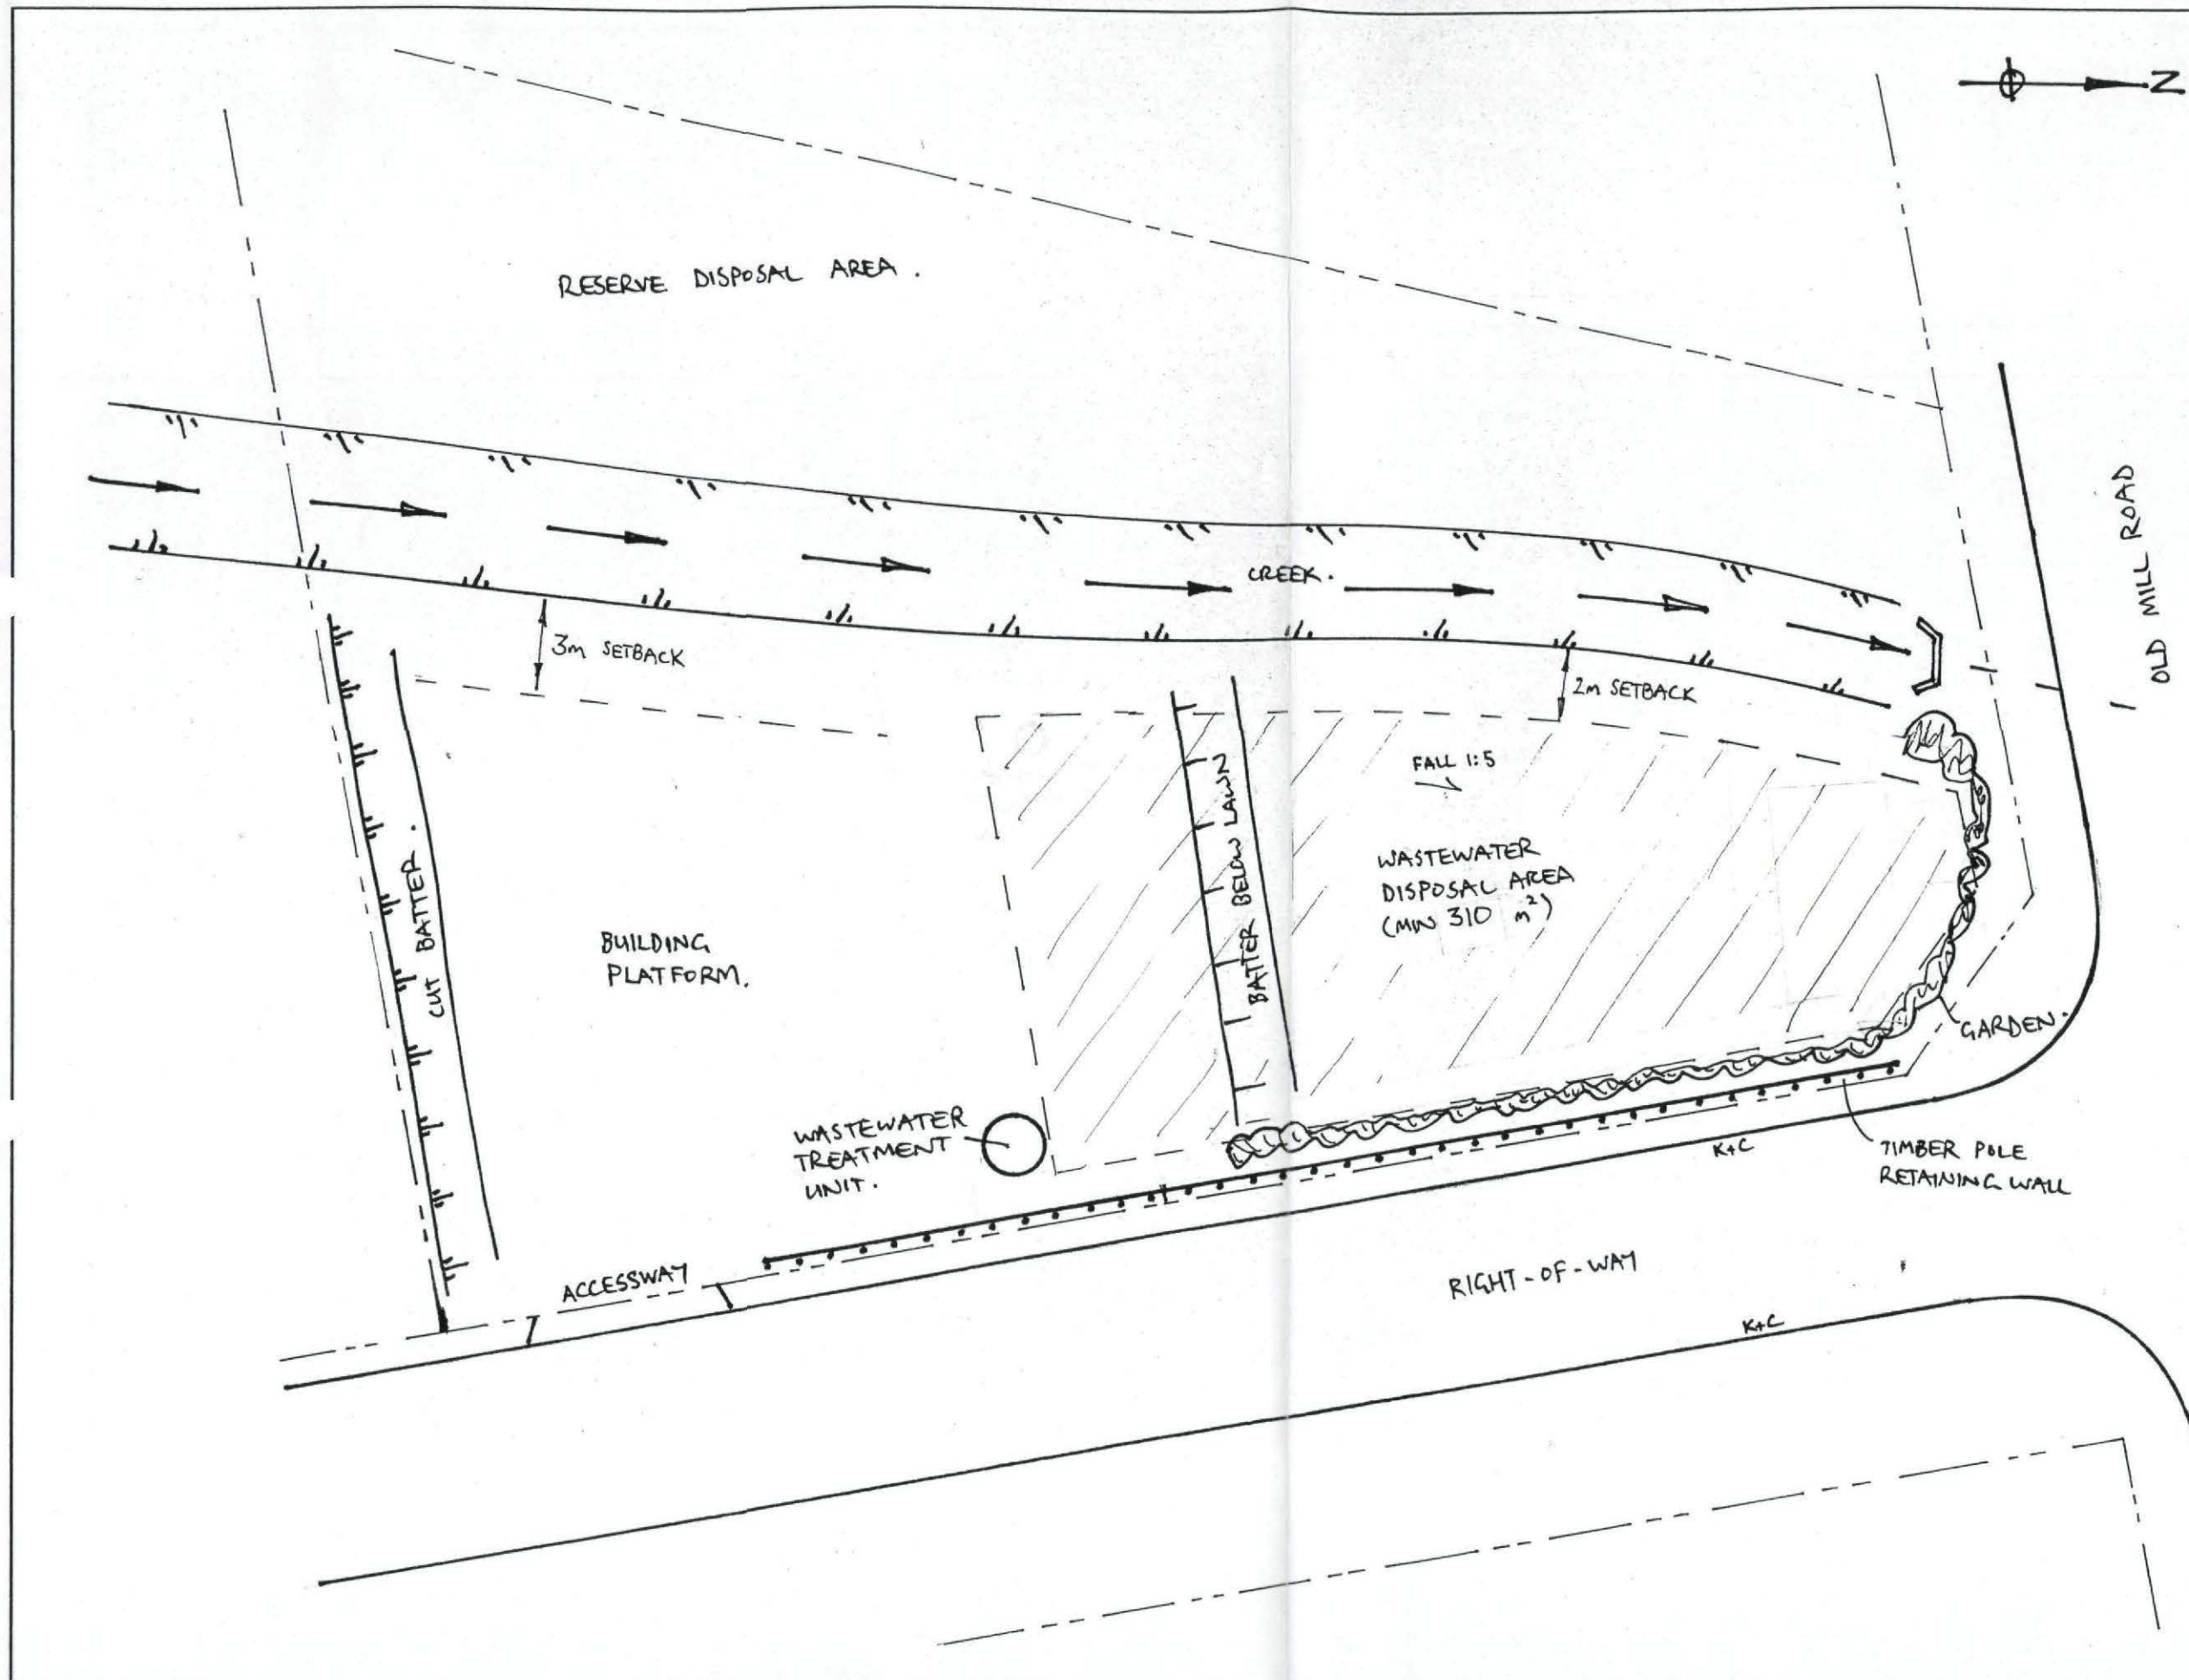 N
RESERVE DISPOSAL AREA.
OLD MILL ROAD
CREEK.
3m SETBACK
2m SETBACK
FALL 1:5
CUT BATTER.
BATTER BELOW LAWN
WASTEWATER
DISPOSAL AREA
(MIN 310 m²)
BUILDING
PLATFORM.
GARDEN.
WASTEWATER
TREATMENT
UNIT.
K+C
TIMBER POLE
RETAINING WALL
ACCESSWAY
RIGHT-OF-WAY
K+C